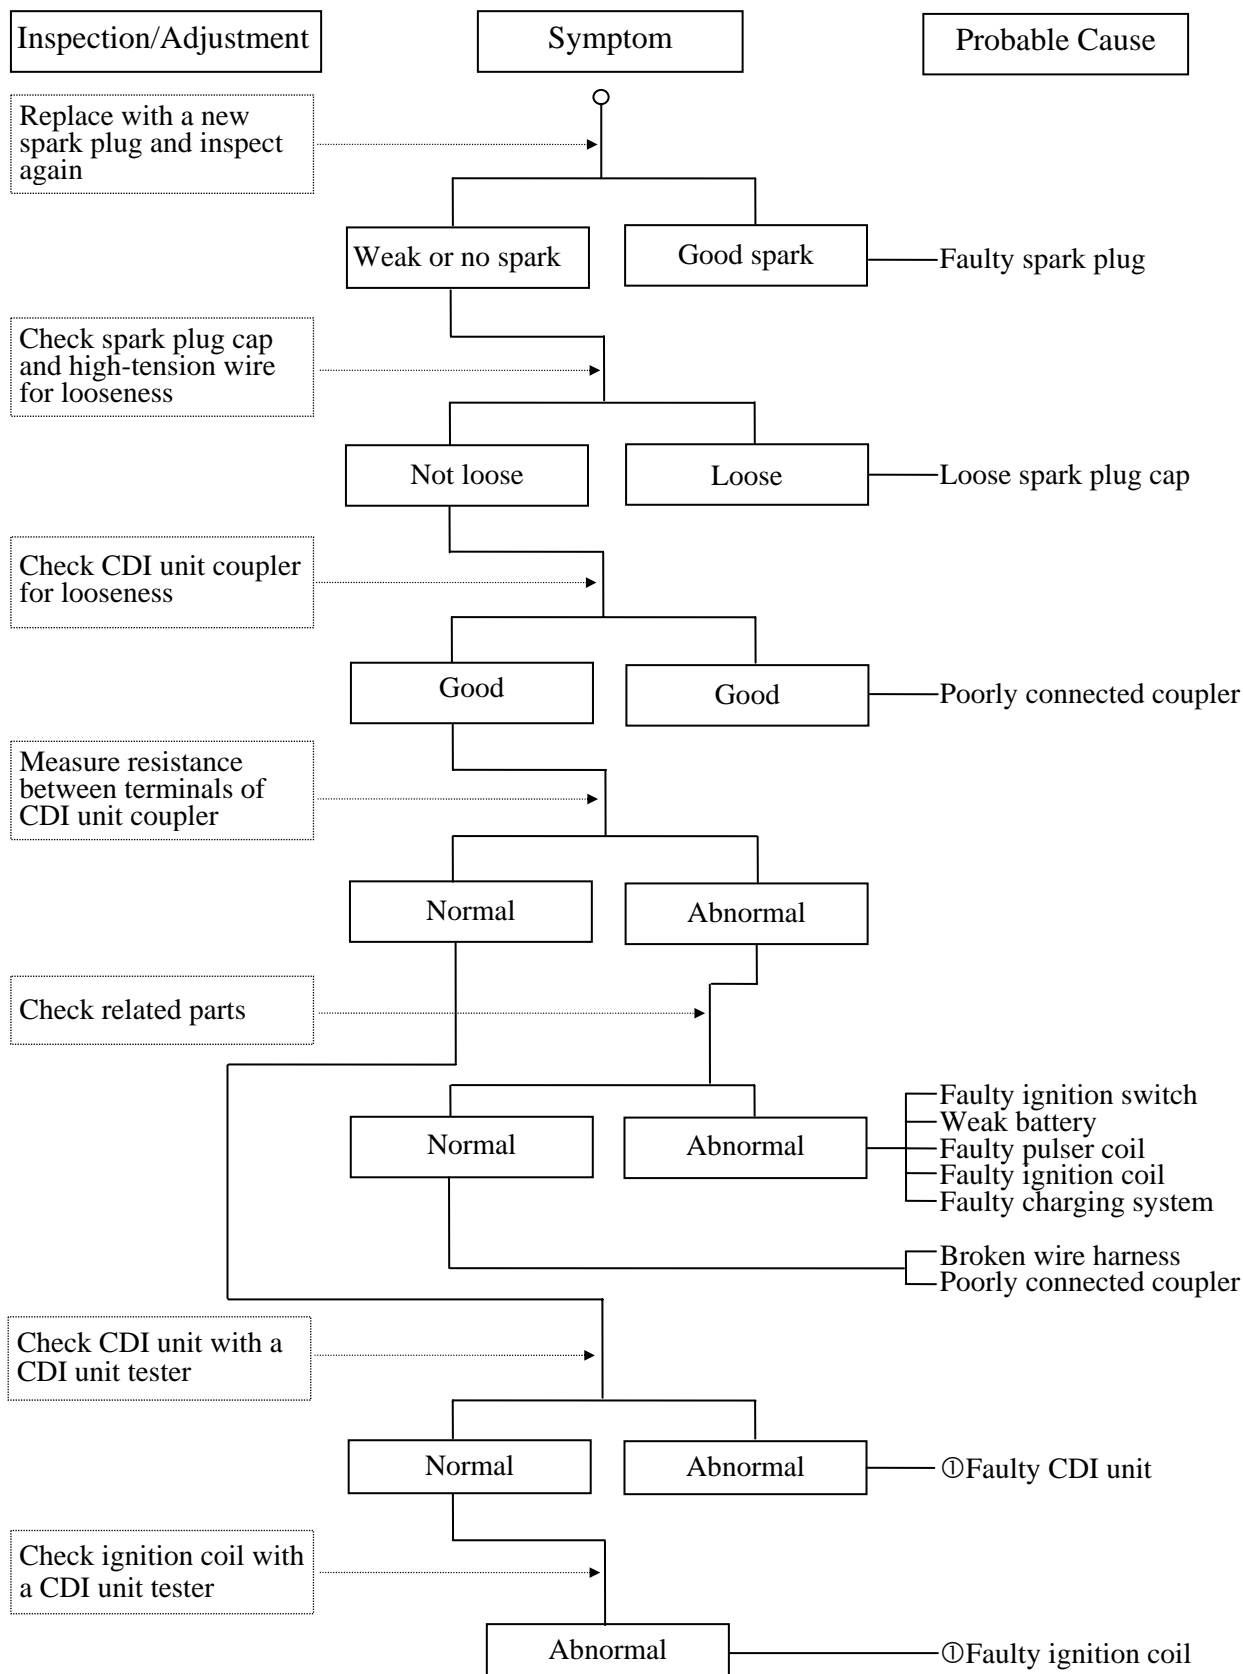 Inspection/Adjustment
Symptom
Probable Cause
Replace with a new
spark plug and inspect
again
Weak or no spark
Good spark
Faulty spark plug
Check spark plug cap
and high-tension wire
for looseness
Not loose
Loose
Loose spark plug cap
Check CDI unit coupler
for looseness
Good
Good
Poorly connected coupler
Measure resistance
between terminals of
CDI unit coupler
Normal
Abnormal
Check related parts
Normal
Abnormal
Faulty ignition switch
Weak battery
Faulty pulser coil
Faulty ignition coil
Faulty charging system
Broken wire harness
Poorly connected coupler
Check CDI unit with a
CDI unit tester
Normal
Abnormal
①Faulty CDI unit
Check ignition coil with
a CDI unit tester
Abnormal
①Faulty ignition coil